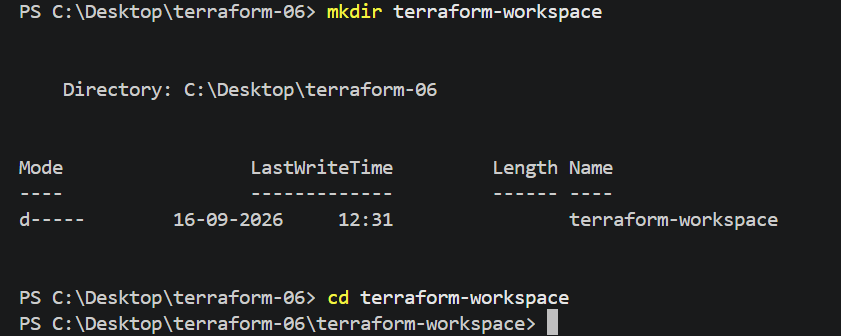 PS C:\Desktop\terraform-06> mkdir terraform-workspace
Directory: C:\Desktop\terraform-06
Mode                 LastWriteTime         Length Name
----                 -------------         ------ ----
d-----        16-09-2026     12:31                terraform-workspace
PS C:\Desktop\terraform-06> cd terraform-workspace
PS C:\Desktop\terraform-06\terraform-workspace>